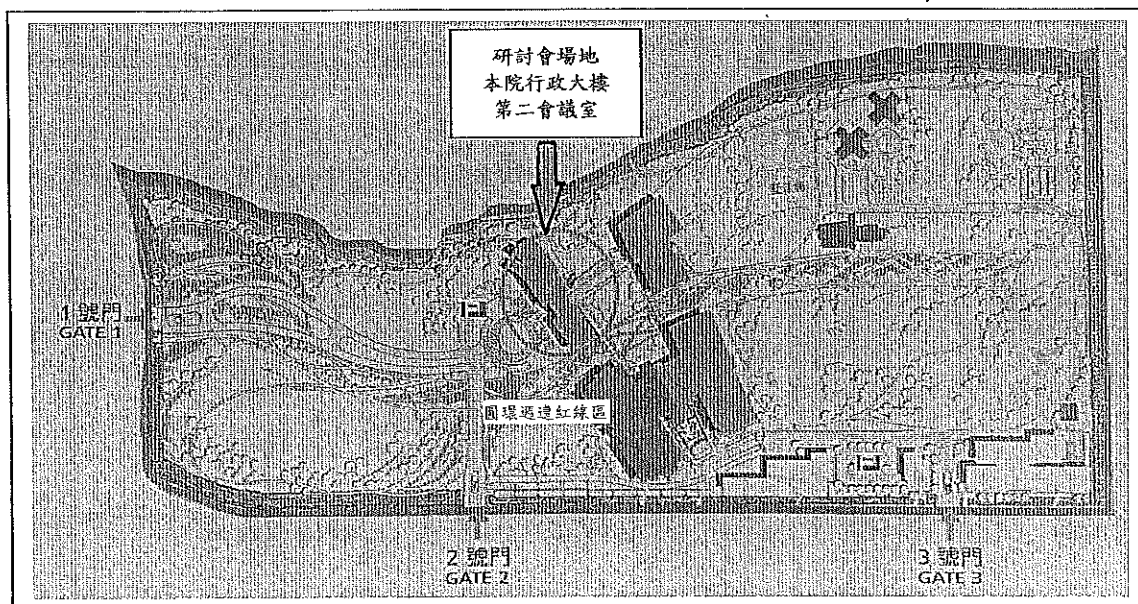 研討會場地
本院行政大樓
第二會議室
1 號門
GATE 1
圓環週邊紅線區
2 號門
GATE 2
3 號門
GATE 3